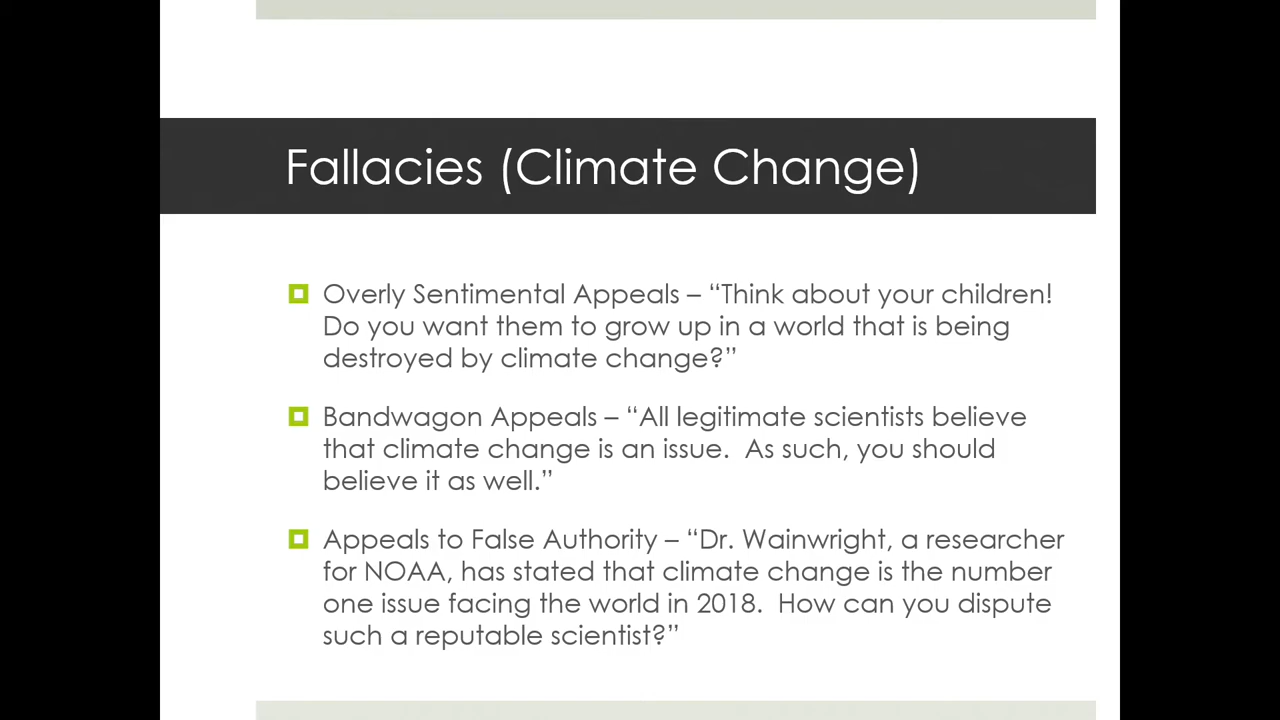 Fallacies (Climate Change)
Overly Sentimental Appeals – “Think about your children!
Do you want them to grow up in a world that is being
destroyed by climate change?”
Bandwagon Appeals – “All legitimate scientists believe
that climate change is an issue.  As such, you should
believe it as well.”
Appeals to False Authority – “Dr. Wainwright, a researcher
for NOAA, has stated that climate change is the number
one issue facing the world in 2018.  How can you dispute
such a reputable scientist?”